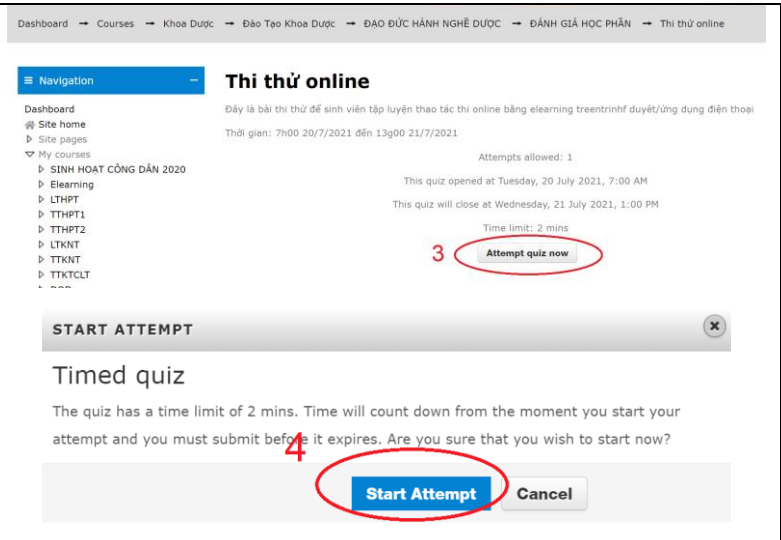 Dashboard → Courses → Khoa Dược → Đào Tạo Khoa Dược → ĐẠO ĐỨC HÀNH NGHỀ DƯỢC → ĐÁNH GIÁ HỌC PHẦN → Thi thử online
Navigation
Dashboard
Site home
Site pages
My courses
SINH HOẠT CÔNG DÂN 2020
Elearning
LTHPT
TTHPT1
TTHPT2
LTKNT
TTKNT
TTKTCLT
Thi thử online
Đây là bài thi thử để sinh viên tập luyện thao tác thi online bằng elearning treentrinhf duyêt/ứng dụng điện thoại
Thời gian: 7h00 20/7/2021 đến 13g00 21/7/2021
Attempts allowed: 1
This quiz opened at Tuesday, 20 July 2021, 7:00 AM
This quiz will close at Wednesday, 21 July 2021, 1:00 PM
Time limit: 2 mins
3 Attempt quiz now
START ATTEMPT
Timed quiz
The quiz has a time limit of 2 mins. Time will count down from the moment you start your
attempt and you must submit before it expires. Are you sure that you wish to start now?
4
Start Attempt Cancel